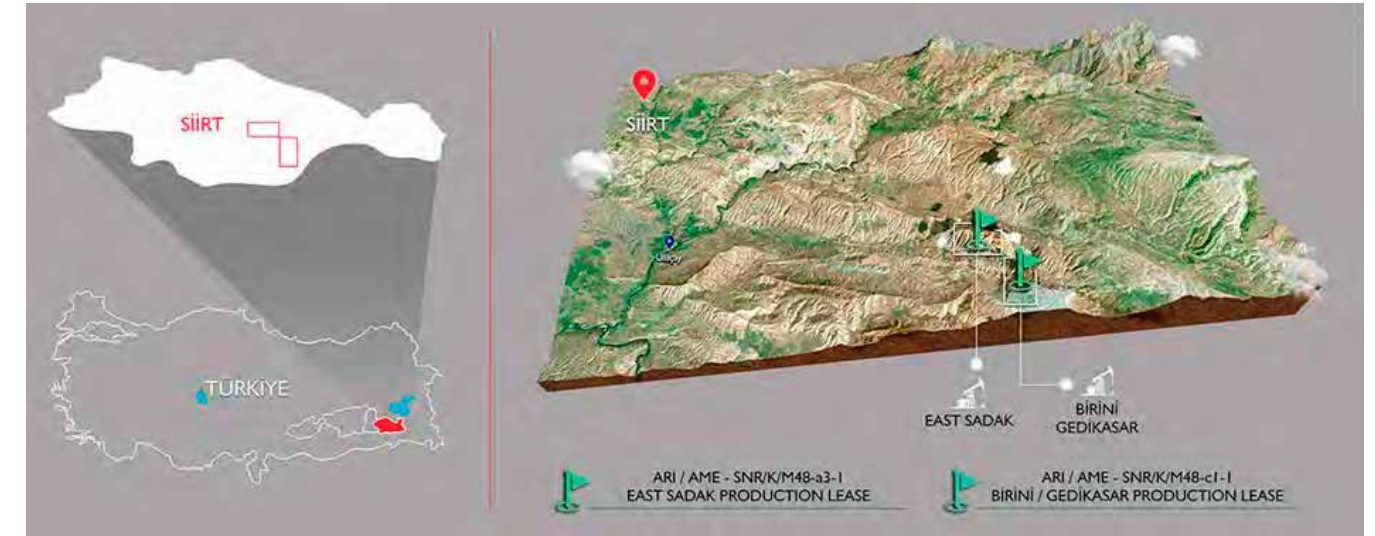 SİİRT
TÜRKİYE
SİİRT
Uluçay
EAST SADAK
BİRİNİ
GEDİKASAR
ARI / AME - SNR/K/M48-a3-1
EAST SADAK PRODUCTION LEASE
ARI / AME - SNR/K/M48-c1-1
BİRİNİ / GEDİKASAR PRODUCTION LEASE